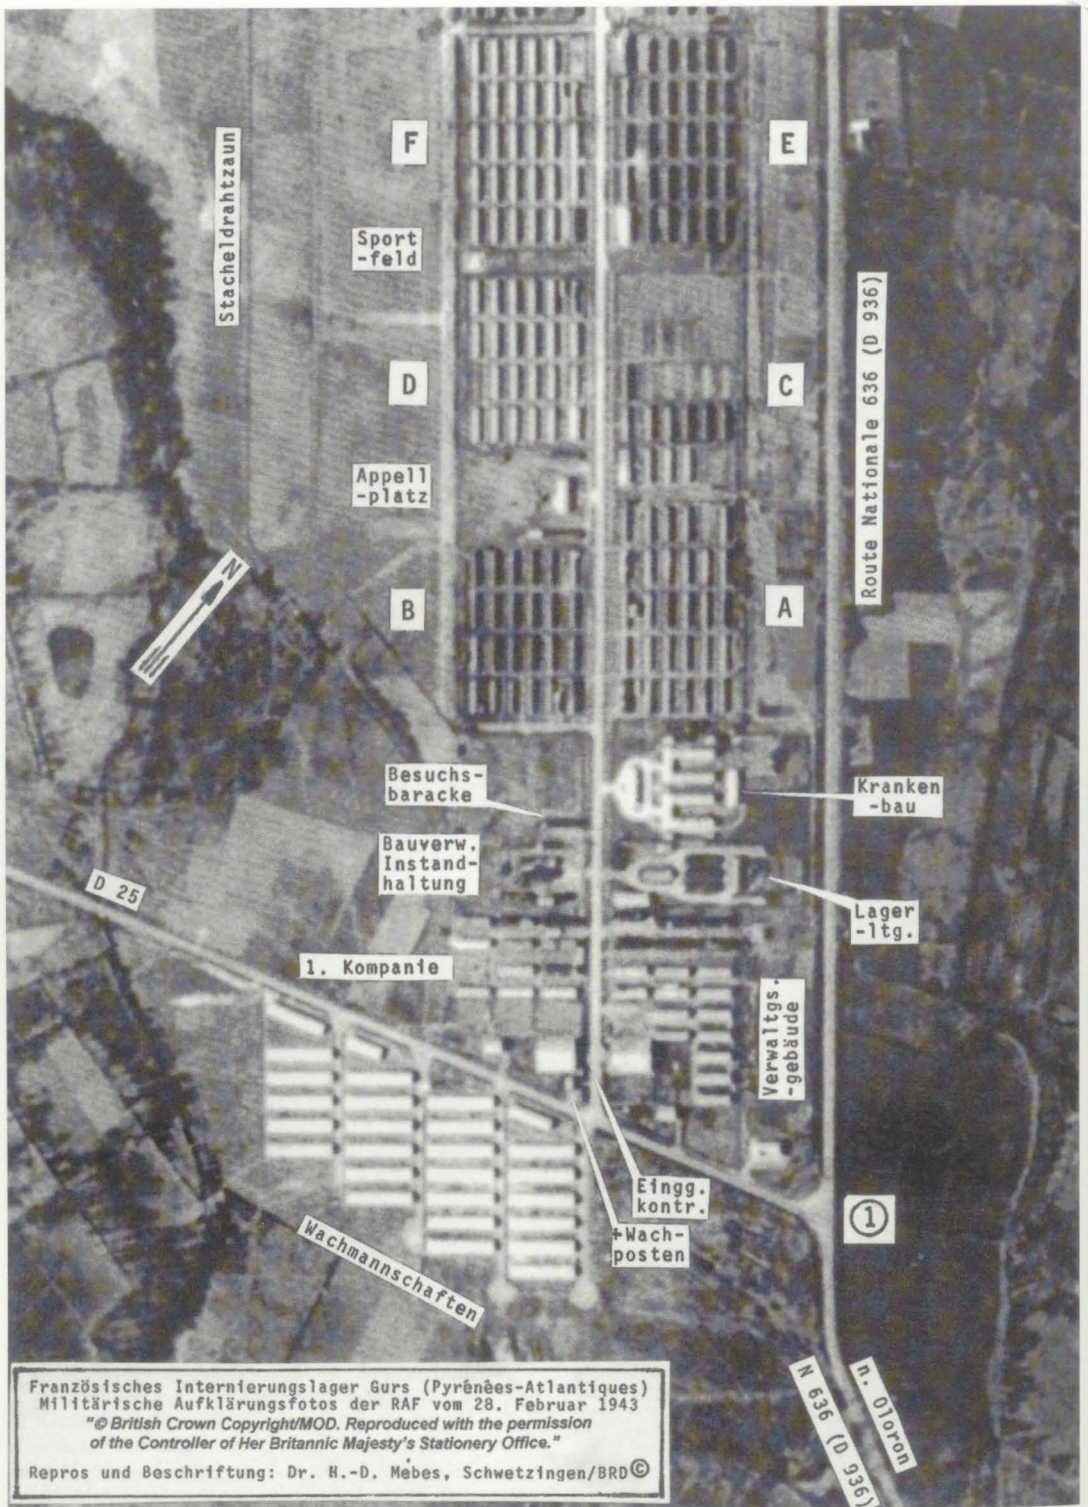 F
E
Stacheldrahtzaun
Sport
-feld
Route Nationale 636 (D 936)
D
C
Appell
-platz
N
B
A
Besuchs-
baracke
Kranken
-bau
Bauverw.
Instand-
haltung
D 25
Lager
-ltg.
1. Kompanie
Verwaltgs.
-gebäude
Eingg.
kontr.
+Wach-
posten
1
Wachmannschaften
n. Oloron
N 636 (D 936)
Französisches Internierungslager Gurs (Pyrénêes-Atlantiques)
Militärische Aufklärungsfotos der RAF vom 28. Februar 1943
"© British Crown Copyright/MOD. Reproduced with the permission
of the Controller of Her Britannic Majesty's Stationery Office."
Repros und Beschriftung: Dr. H.-D. Mebes, Schwetzingen/BRD ©